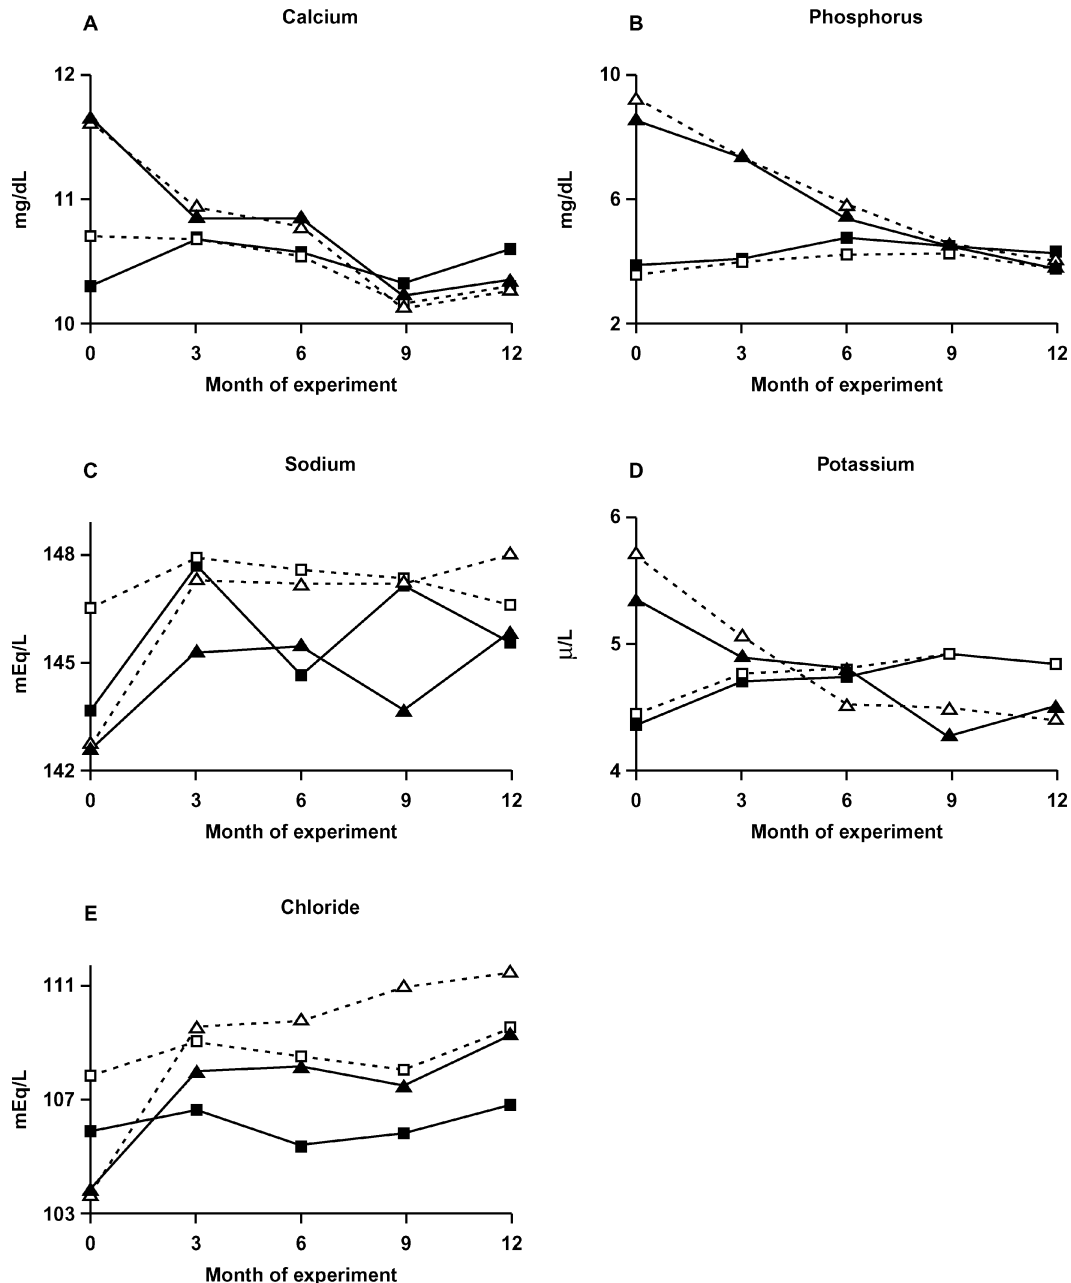 A Calcium
12
11
10
mg/dL
0 3 6 9 12
Month of experiment
B Phosphorus
10
6
2
mg/dL
0 3 6 9 12
Month of experiment
C Sodium
148
145
142
mEq/L
0 3 6 9 12
Month of experiment
D Potassium
6
5
4
μ/L
0 3 6 9 12
Month of experiment
E Chloride
111
107
103
mEq/L
0 3 6 9 12
Month of experiment